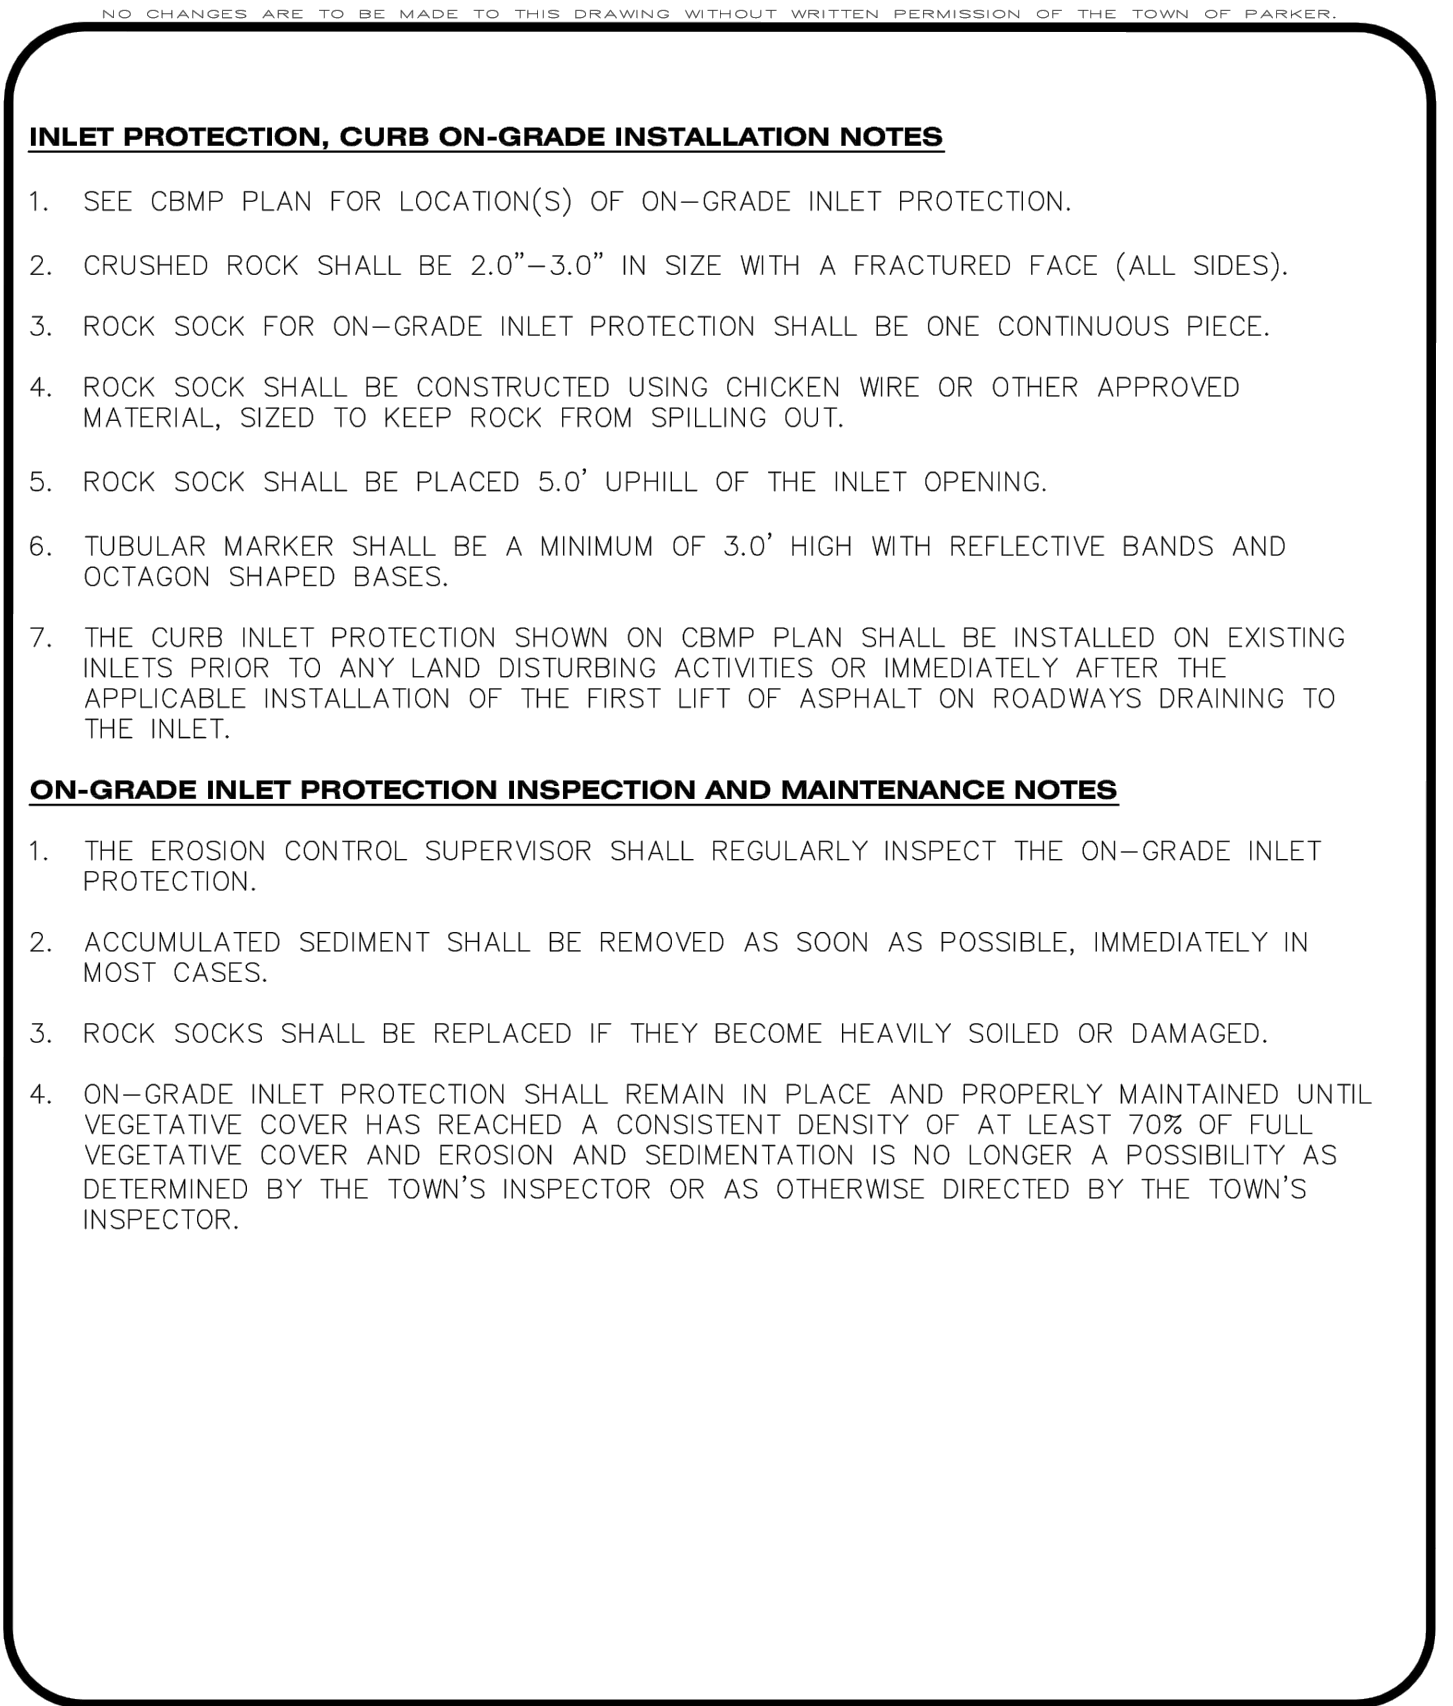 NO CHANGES ARE TO BE MADE TO THIS DRAWING WITHOUT WRITTEN PERMISSION OF THE TOWN OF PARKER.
INLET PROTECTION, CURB ON-GRADE INSTALLATION NOTES
1. SEE CBMP PLAN FOR LOCATION(S) OF ON-GRADE INLET PROTECTION.
2. CRUSHED ROCK SHALL BE 2.0"-3.0" IN SIZE WITH A FRACTURED FACE (ALL SIDES).
3. ROCK SOCK FOR ON-GRADE INLET PROTECTION SHALL BE ONE CONTINUOUS PIECE.
4. ROCK SOCK SHALL BE CONSTRUCTED USING CHICKEN WIRE OR OTHER APPROVED
MATERIAL, SIZED TO KEEP ROCK FROM SPILLING OUT.
5. ROCK SOCK SHALL BE PLACED 5.0' UPHILL OF THE INLET OPENING.
6. TUBULAR MARKER SHALL BE A MINIMUM OF 3.0' HIGH WITH REFLECTIVE BANDS AND
OCTAGON SHAPED BASES.
7. THE CURB INLET PROTECTION SHOWN ON CBMP PLAN SHALL BE INSTALLED ON EXISTING
INLETS PRIOR TO ANY LAND DISTURBING ACTIVITIES OR IMMEDIATELY AFTER THE
APPLICABLE INSTALLATION OF THE FIRST LIFT OF ASPHALT ON ROADWAYS DRAINING TO
THE INLET.
ON-GRADE INLET PROTECTION INSPECTION AND MAINTENANCE NOTES
1. THE EROSION CONTROL SUPERVISOR SHALL REGULARLY INSPECT THE ON-GRADE INLET
PROTECTION.
2. ACCUMULATED SEDIMENT SHALL BE REMOVED AS SOON AS POSSIBLE, IMMEDIATELY IN
MOST CASES.
3. ROCK SOCKS SHALL BE REPLACED IF THEY BECOME HEAVILY SOILED OR DAMAGED.
4. ON-GRADE INLET PROTECTION SHALL REMAIN IN PLACE AND PROPERLY MAINTAINED UNTIL
VEGETATIVE COVER HAS REACHED A CONSISTENT DENSITY OF AT LEAST 70% OF FULL
VEGETATIVE COVER AND EROSION AND SEDIMENTATION IS NO LONGER A POSSIBILITY AS
DETERMINED BY THE TOWN'S INSPECTOR OR AS OTHERWISE DIRECTED BY THE TOWN'S
INSPECTOR.